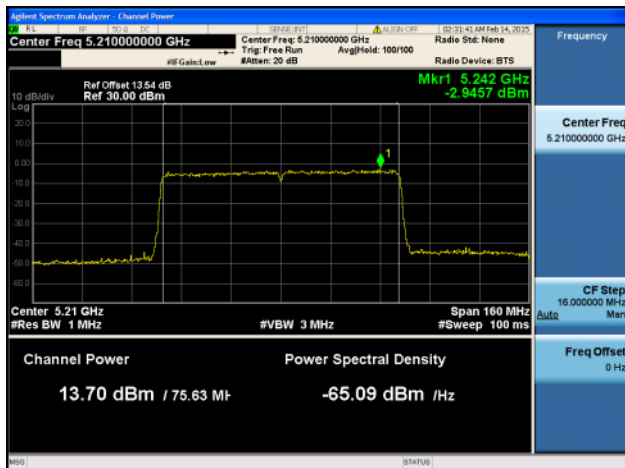 Agilent Spectrum Analyzer - Channel Power
RL RF 50 Ω DC SENSE:INT ALIGN OFF 02:31:41 AM Feb 14, 2015
Center Freq 5.210000000 GHz Center Freq: 5.210000000 GHz Radio Std: None Frequency
Trig: Free Run Avg|Hold: 100/100
#IFGain:Low #Atten: 20 dB Radio Device: BTS
Mkr1 5.242 GHz
Ref Offset 13.54 dB
10 dB/div Ref 30.00 dBm -2.9457 dBm
Log
20.0
10.0
0.00
-10.0
-20.0
-30.0
-40.0
-50.0
-60.0
1
Center Freq
5.210000000 GHz
Center 5.21 GHz Span 160 MHz
#Res BW 1 MHz #VBW 3 MHz #Sweep 100 ms
CF Step
16.000000 MHz
Auto Man
Channel Power Power Spectral Density
13.70 dBm / 75.63 MH -65.09 dBm /Hz
Freq Offset
0 Hz
MSG STATUS